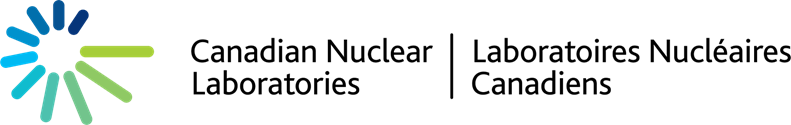 Canadian Nuclear
Laboratories
Laboratoires Nucléaires
Canadiens